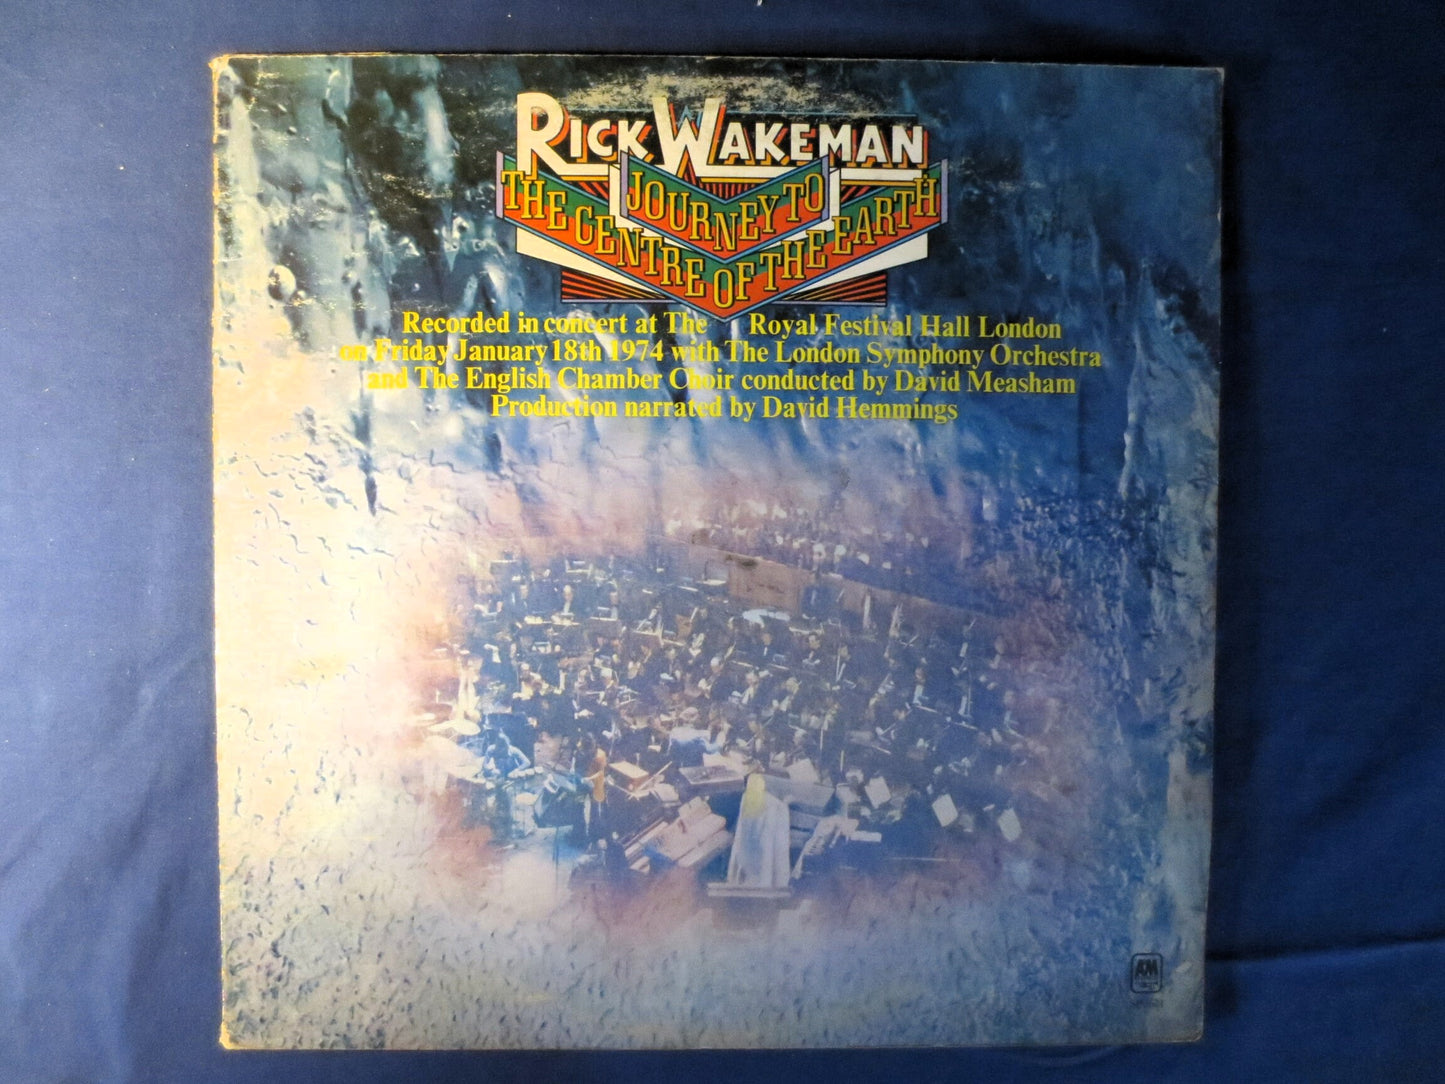 RICK WAKEMAN
JOURNEY TO
THE CENTRE OF THE EARTH
Recorded in concert at The Royal Festival Hall London
on Friday January 18th 1974 with The London Symphony Orchestra
and The English Chamber Choir conducted by David Measham
Production narrated by David Hemmings
A&M